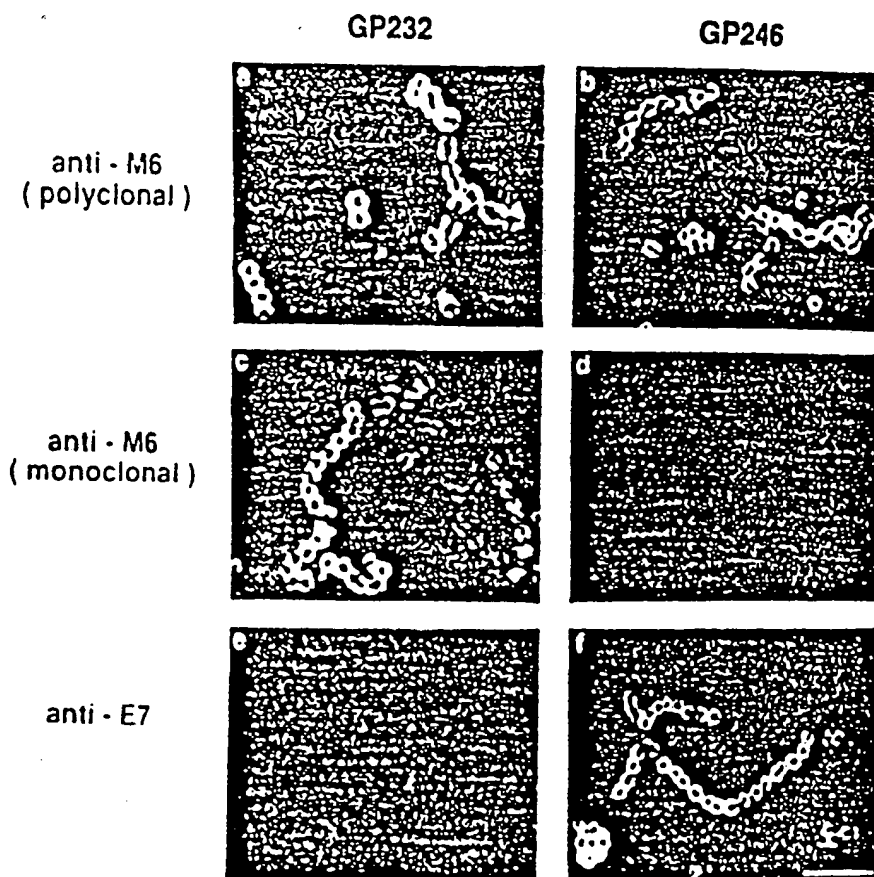 GP232 GP246
a b
anti - M6
( polyclonal )
c d
anti - M6
( monoclonal )
e f
anti - E7